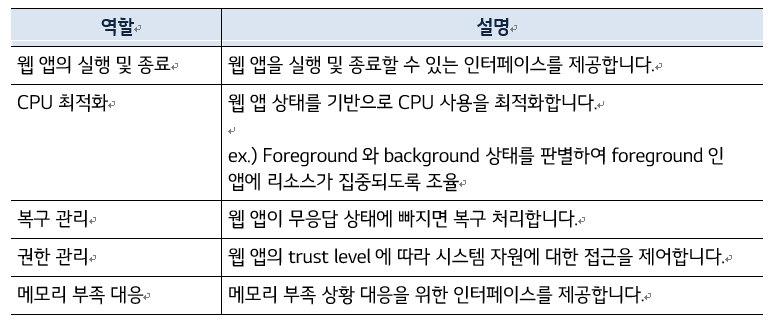 역할 설명
웹 앱의 실행 및 종료 웹 앱을 실행 및 종료할 수 있는 인터페이스를 제공합니다.
CPU 최적화 웹 앱 상태를 기반으로 CPU 사용을 최적화합니다.
ex.) Foreground 와 background 상태를 판별하여 foreground 인
앱에 리소스가 집중되도록 조율
복구 관리 웹 앱이 무응답 상태에 빠지면 복구 처리합니다.
권한 관리 웹 앱의 trust level 에 따라 시스템 자원에 대한 접근을 제어합니다.
메모리 부족 대응 메모리 부족 상황 대응을 위한 인터페이스를 제공합니다.